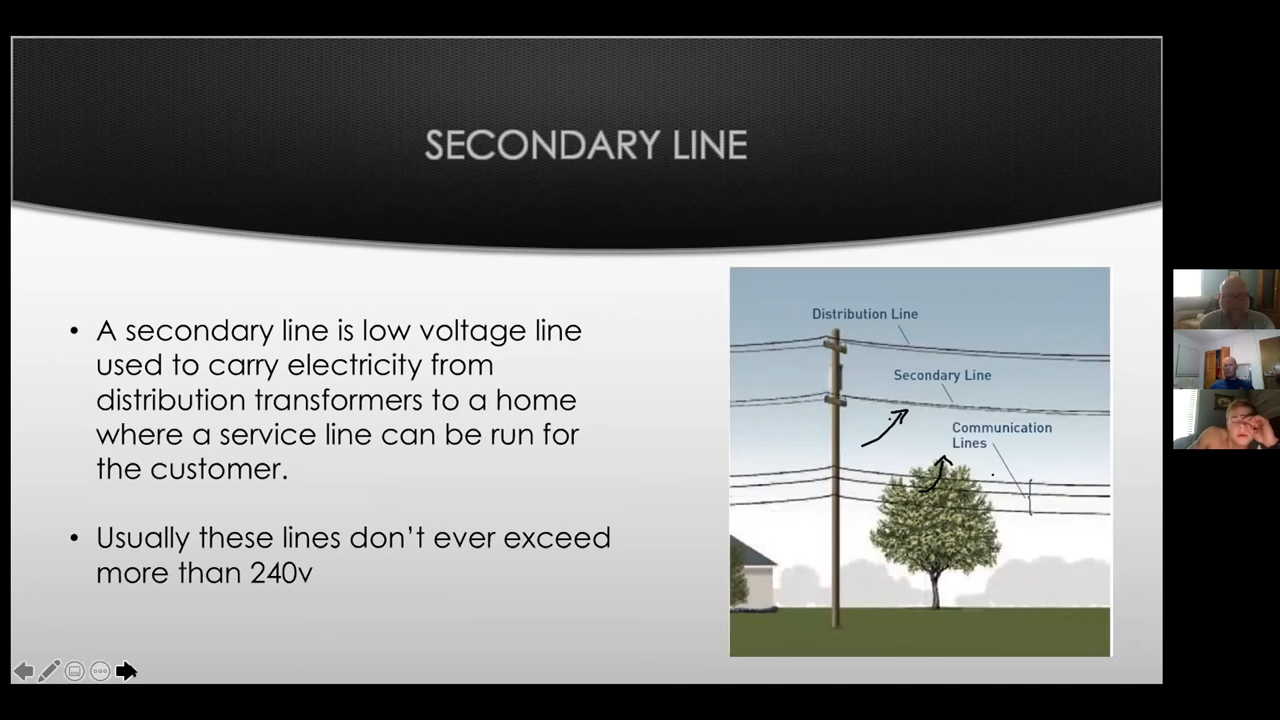 SECONDARY LINE
• A secondary line is low voltage line
used to carry electricity from
distribution transformers to a home
where a service line can be run for
the customer.
• Usually these lines don’t ever exceed
more than 240v
Distribution Line
Secondary Line
Communication
Lines